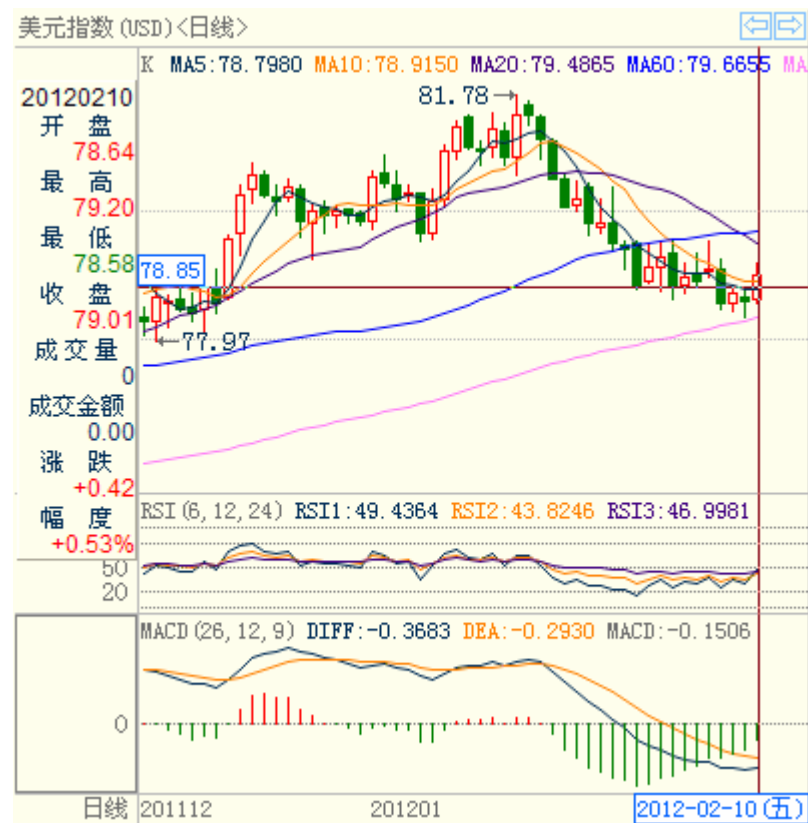 美元指数(USD)<日线>
K MA5:78.7980 MA10:78.9150 MA20:79.4865 MA60:79.6655 MA
20120210
开 盘
78.64
最 高
79.20
最 低
78.58
收 盘
79.01
成交量
0
成交金额
0.00
涨 跌
+0.42
幅 度
+0.53%
81.78
78.85
77.97
RSI(6,12,24) RSI1:49.4364 RSI2:43.8246 RSI3:46.9981
50
20
MACD(26,12,9) DIFF:-0.3683 DEA:-0.2930 MACD:-0.1506
0
日线 201112 201201 2012-02-10(五)